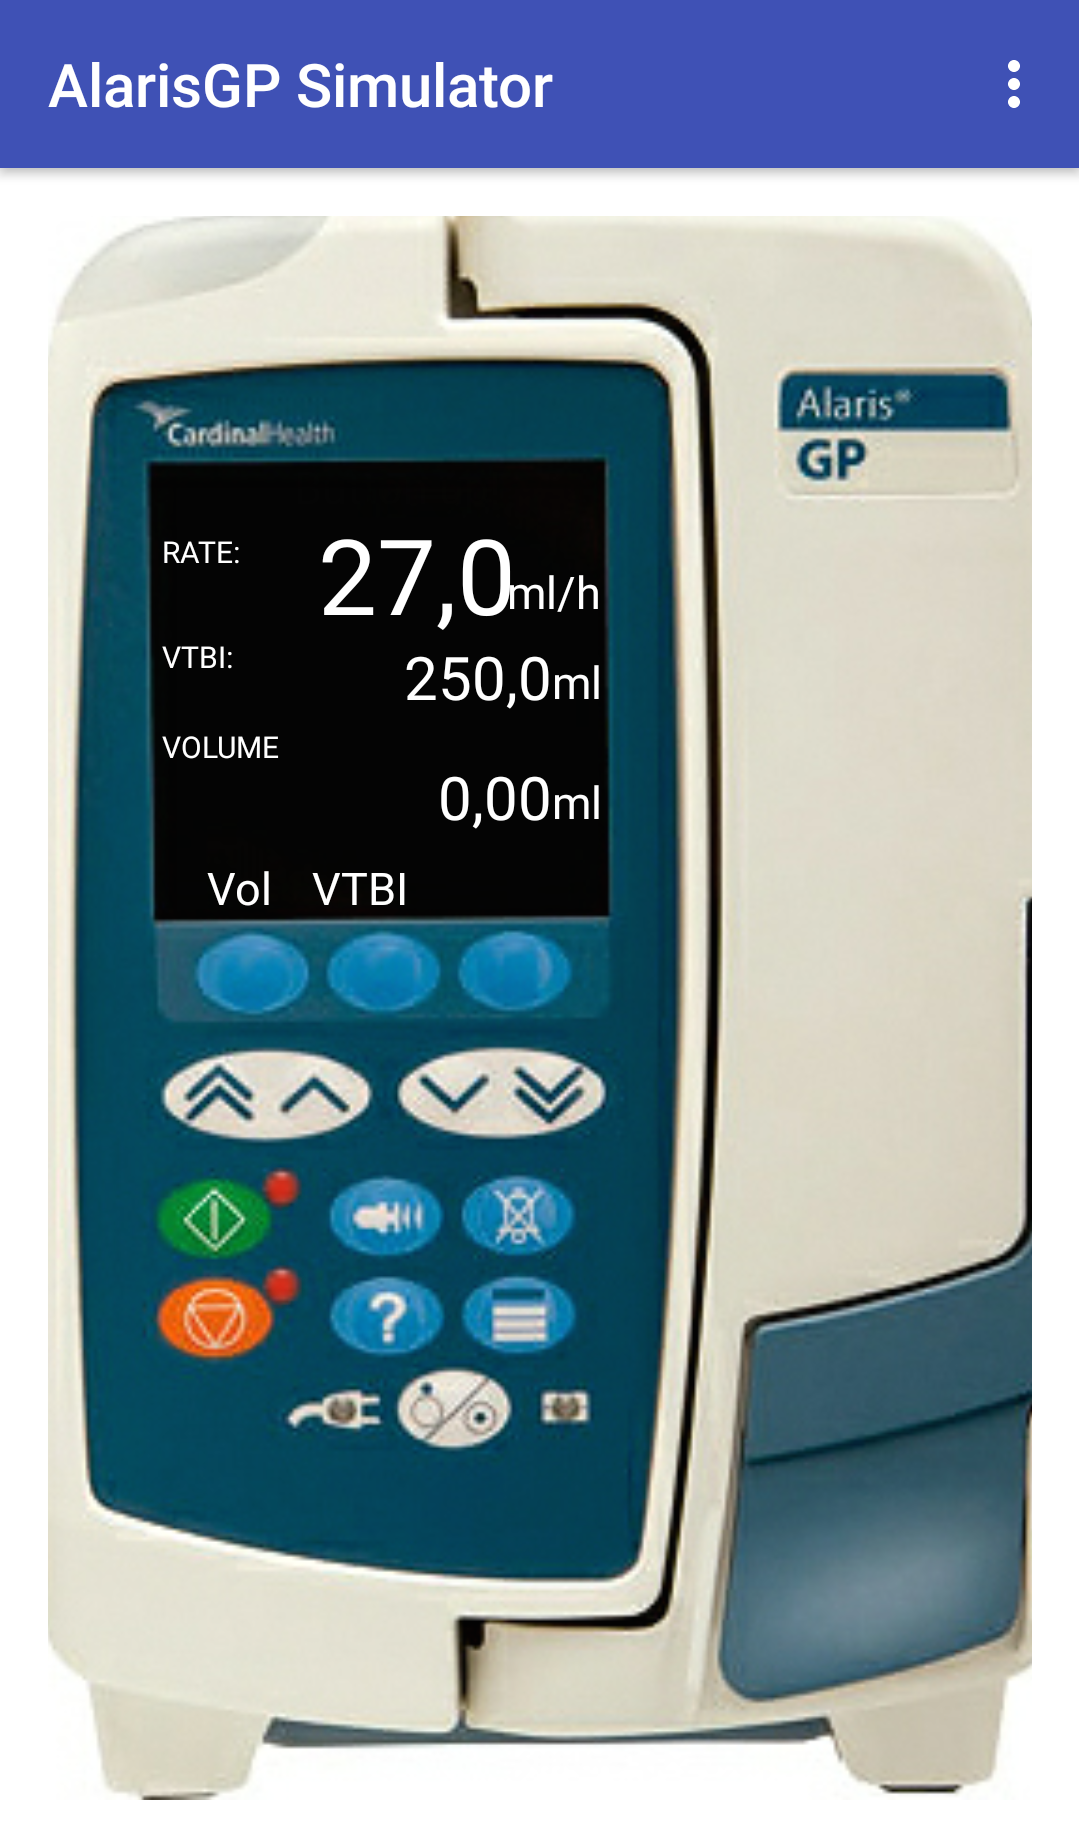 AlarisGP Simulator
Alaris®
GP
CardinalHealth
RATE: 27,0ml/h
VTBI: 250,0ml
VOLUME
0,00ml
Vol VTBI
?